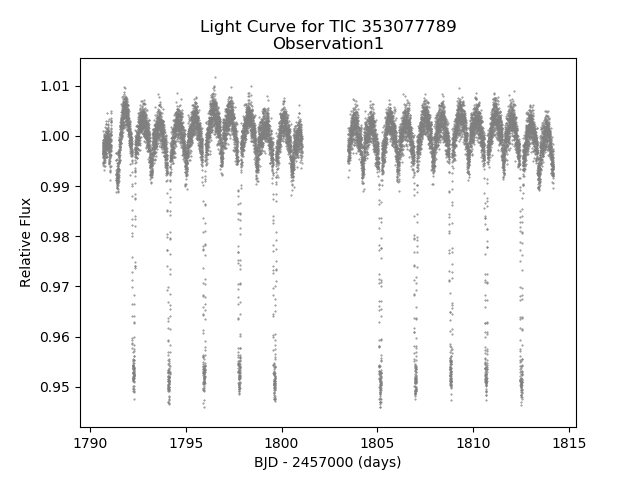 Light Curve for TIC 353077789
Observation1
1.01
1.00
0.99
0.98
0.97
0.96
0.95
Relative Flux
1790 1795 1800 1805 1810 1815
BJD - 2457000 (days)